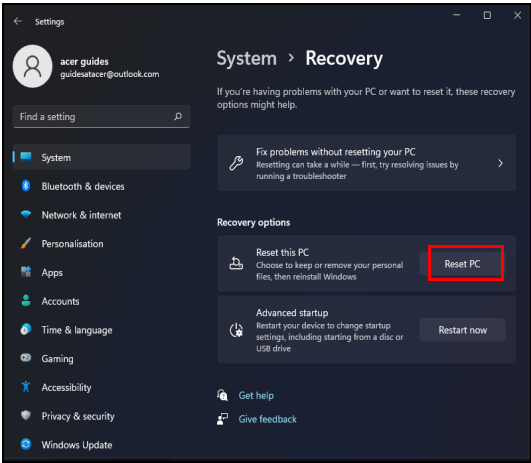 Settings
acer guides
guidesatacer@outlook.com
Find a setting
System
Bluetooth & devices
Network & internet
Personalisation
Apps
Accounts
Time & language
Gaming
Accessibility
Privacy & security
Windows Update
System > Recovery
If you're having problems with your PC or want to reset it, these recovery
options might help.
Fix problems without resetting your PC
Resetting can take a while — first, try resolving issues by
running a troubleshooter
Recovery options
Reset this PC
Choose to keep or remove your personal
files, then reinstall Windows
Reset PC
Advanced startup
Restart your device to change startup
settings, including starting from a disc or
USB drive
Restart now
Get help
Give feedback